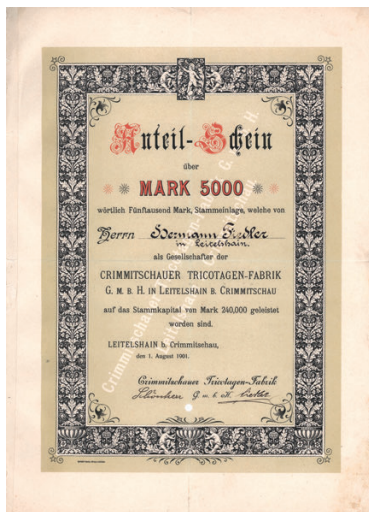 Anteil-Schein
über
MARK 5000
wörtlich Fünftausend Mark, Stammeinlage, welche von
Herrn Hermann Fiedler
in Leitelshain.
als Gesellschafter der
CRIMMITSCHAUER TRICOTAGEN-FABRIK
G. M. B. H. IN LEITELSHAIN B. CRIMMITSCHAU
auf das Stammkapital von Mark 240,000 geleistet
worden sind.
LEITELSHAIN b. Crimmitschau,
den 1. August 1901.
Crimmitschauer Tricotagen-Fabrik
G. m. b. H.